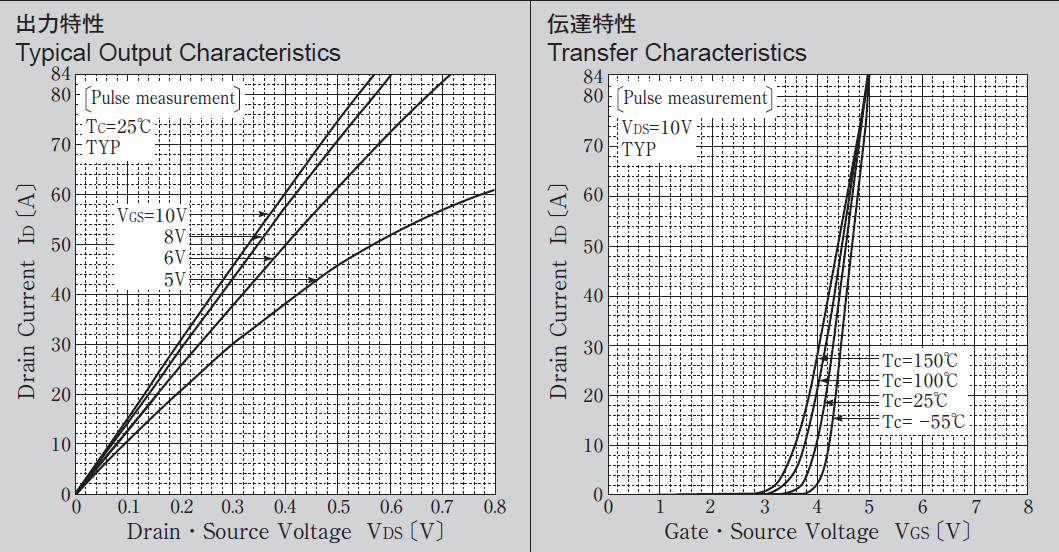 出力特性
Typical Output Characteristics
84
80
70
60
50
40
30
20
10
0
Drain Current ID〔A〕
〔Pulse measurement〕
Tc=25℃
TYP
VGS=10V
8V
6V
5V
0 0.1 0.2 0.3 0.4 0.5 0.6 0.7 0.8
Drain・Source Voltage VDS〔V〕
伝達特性
Transfer Characteristics
84
80
70
60
50
40
30
20
10
0
Drain Current ID〔A〕
〔Pulse measurement〕
VDS=10V
TYP
Tc=150℃
Tc=100℃
Tc=25℃
Tc= -55℃
0 1 2 3 4 5 6 7 8
Gate・Source Voltage VGS〔V〕